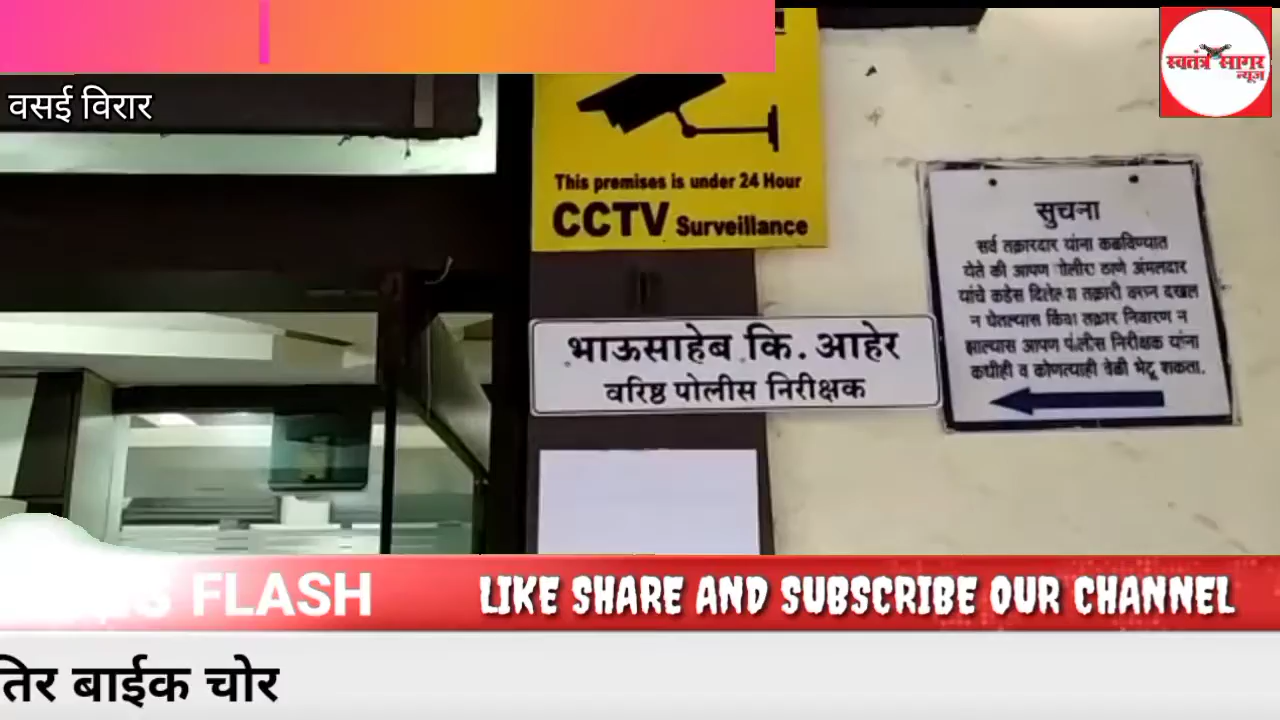 वसई विरार
स्वतंत्र सागर
न्यूज
This premises is under 24 Hour
CCTV Surveillance
सुचना
सर्व तक्रारदार यांना कळविण्यात
येते की आपण पोलीस ठाणे अंमलदार
यांचे कडेस दिलेल्या तक्रारी वरुन दखल
न घेतल्यास किंवा तक्रार निवारण न
झाल्यास आपण पोलीस निरीक्षक यांना
कधीही व कोणत्याही वेळी भेटू शकता.
भाऊसाहेब कि. आहेर
वरिष्ठ पोलीस निरीक्षक
FLASH
LIKE SHARE AND SUBSCRIBE OUR CHANNEL
तिर बाईक चोर